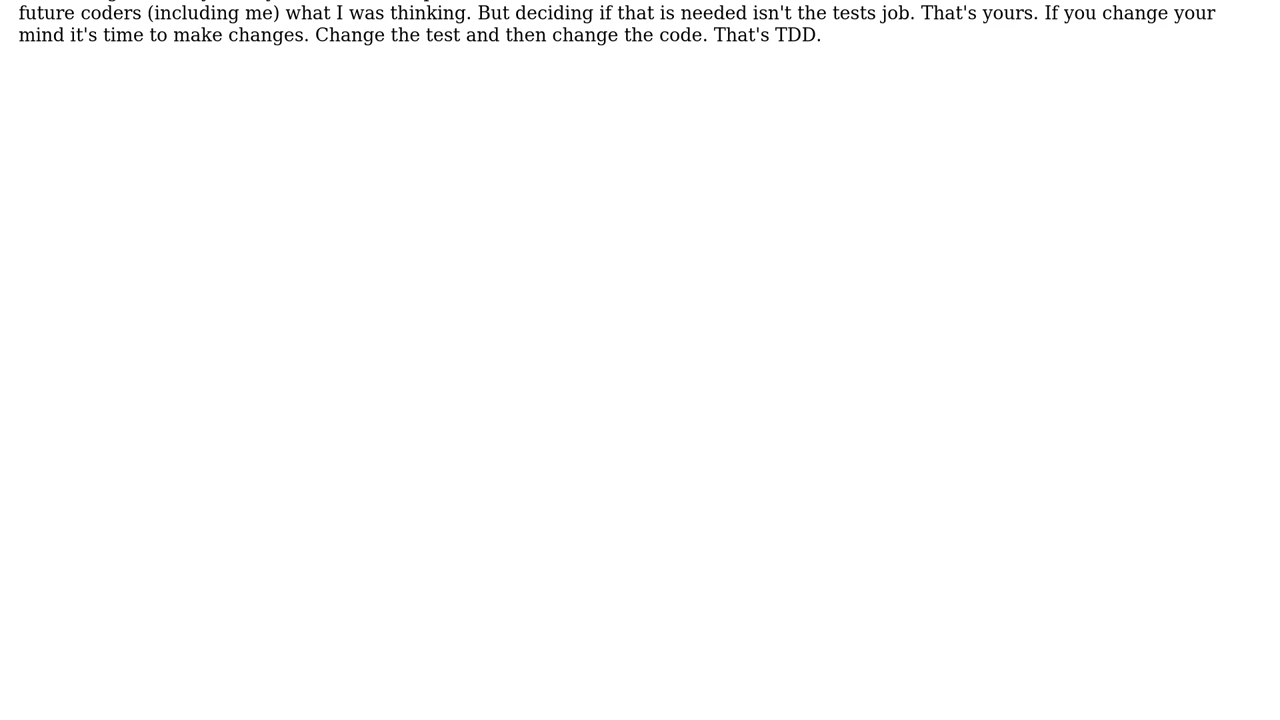 future coders (including me) what I was thinking. But deciding if that is needed isn't the tests job. That's yours. If you change your
mind it's time to make changes. Change the test and then change the code. That's TDD.